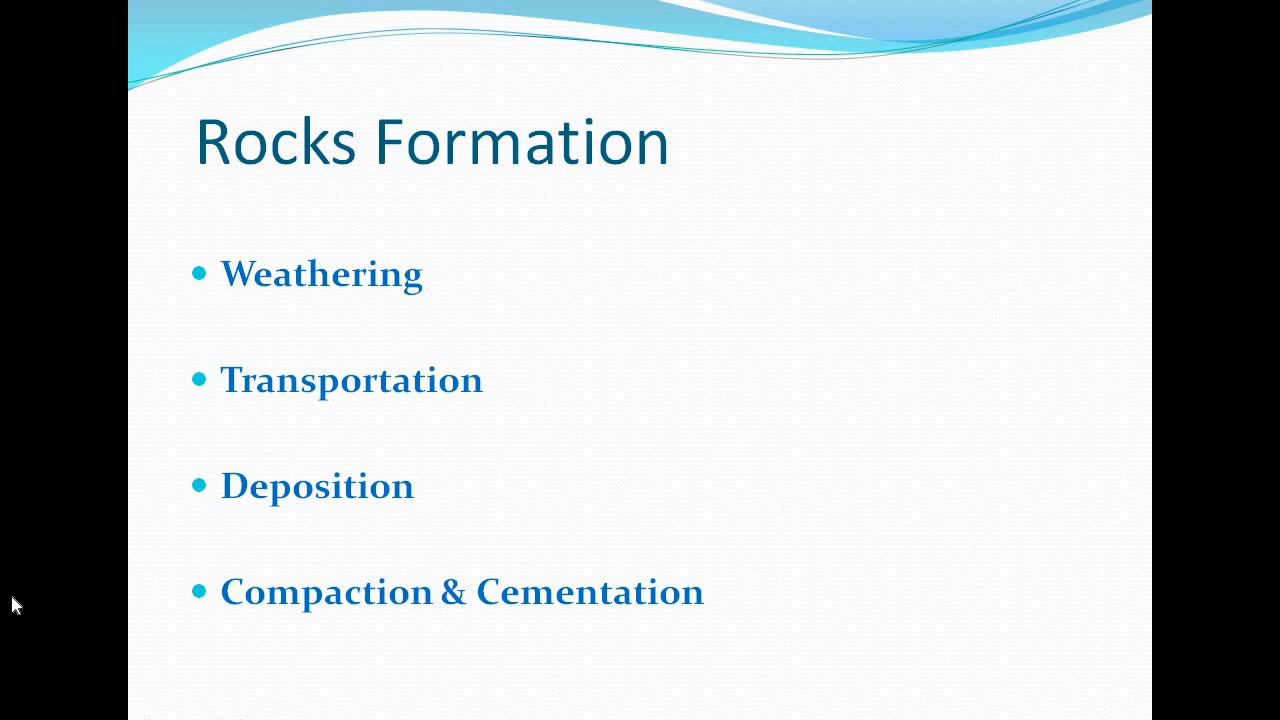 Rocks Formation
Weathering
Transportation
Deposition
Compaction & Cementation